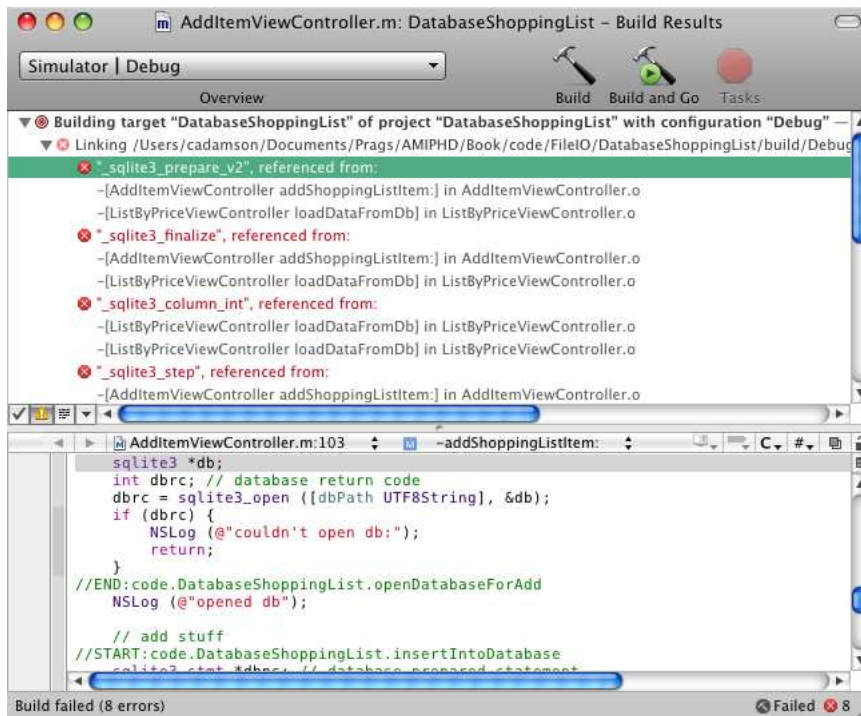 AddItemViewController.m: DatabaseShoppingList – Build Results
Simulator | Debug
Overview
Build
Build and Go
Tasks
Building target “DatabaseShoppingList” of project “DatabaseShoppingList” with configuration “Debug” —
Linking /Users/cadamson/Documents/Prags/AMIPHD/Book/code/FileIO/DatabaseShoppingList/build/Debug
"_sqlite3_prepare_v2", referenced from:
-[AddItemViewController addShoppingListItem:] in AddItemViewController.o
-[ListByPriceViewController loadDataFromDb] in ListByPriceViewController.o
"_sqlite3_finalize", referenced from:
-[AddItemViewController addShoppingListItem:] in AddItemViewController.o
-[ListByPriceViewController loadDataFromDb] in ListByPriceViewController.o
"_sqlite3_column_int", referenced from:
-[ListByPriceViewController loadDataFromDb] in ListByPriceViewController.o
-[ListByPriceViewController loadDataFromDb] in ListByPriceViewController.o
"_sqlite3_step", referenced from:
-[AddItemViewController addShoppingListItem:] in AddItemViewController.o
AddItemViewController.m:103
M
-addShoppingListItem:
C
#
sqlite3 *db;
int dbrc; // database return code
dbrc = sqlite3_open ([dbPath UTF8String], &db);
if (dbrc) {
NSLog (@"couldn't open db:");
return;
}
//END:code.DatabaseShoppingList.openDatabaseForAdd
NSLog (@"opened db");
// add stuff
//START:code.DatabaseShoppingList.insertIntoDatabase
sqlite3_stmt *dbps; // database prepared statement
Build failed (8 errors)
Failed
8